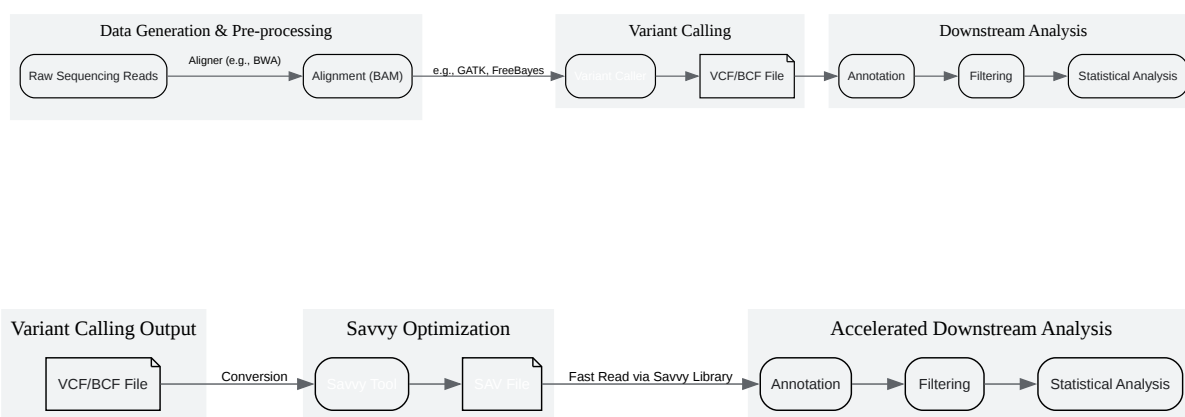 Data Generation & Pre-processing
Variant Calling
Downstream Analysis
Raw Sequencing Reads
Aligner (e.g., BWA)
Alignment (BAM)
e.g., GATK, FreeBayes
Variant Caller
VCF/BCF File
Annotation
Filtering
Statistical Analysis
Variant Calling Output
Savvy Optimization
Accelerated Downstream Analysis
VCF/BCF File
Conversion
Savvy Tool
SAV File
Fast Read via Savvy Library
Annotation
Filtering
Statistical Analysis